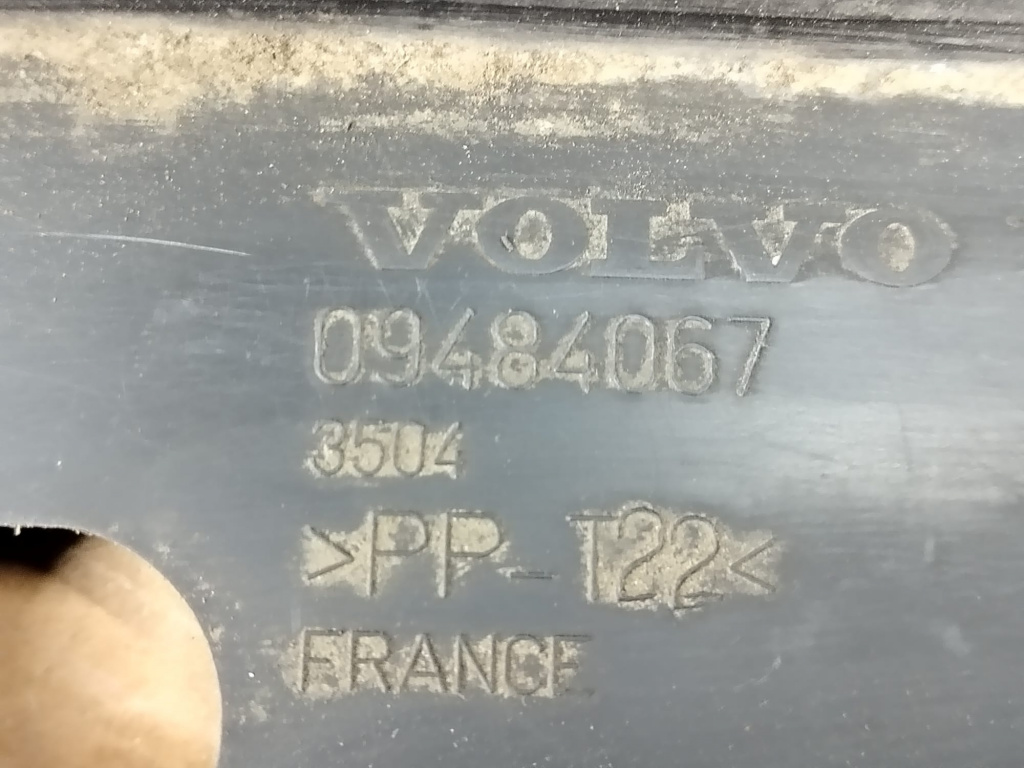 VOLVO
09484067
3504
>PP-T22<
FRANCE